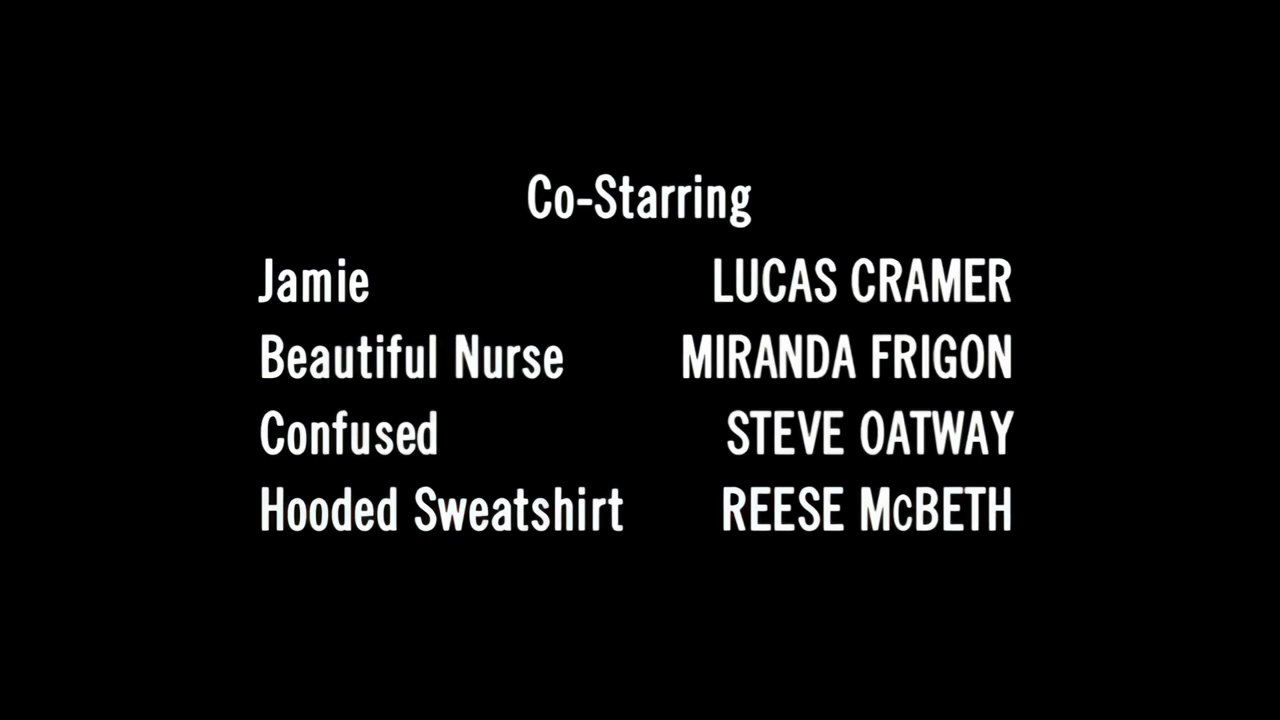 Co-Starring
Jamie LUCAS CRAMER
Beautiful Nurse MIRANDA FRIGON
Confused STEVE OATWAY
Hooded Sweatshirt REESE McBETH